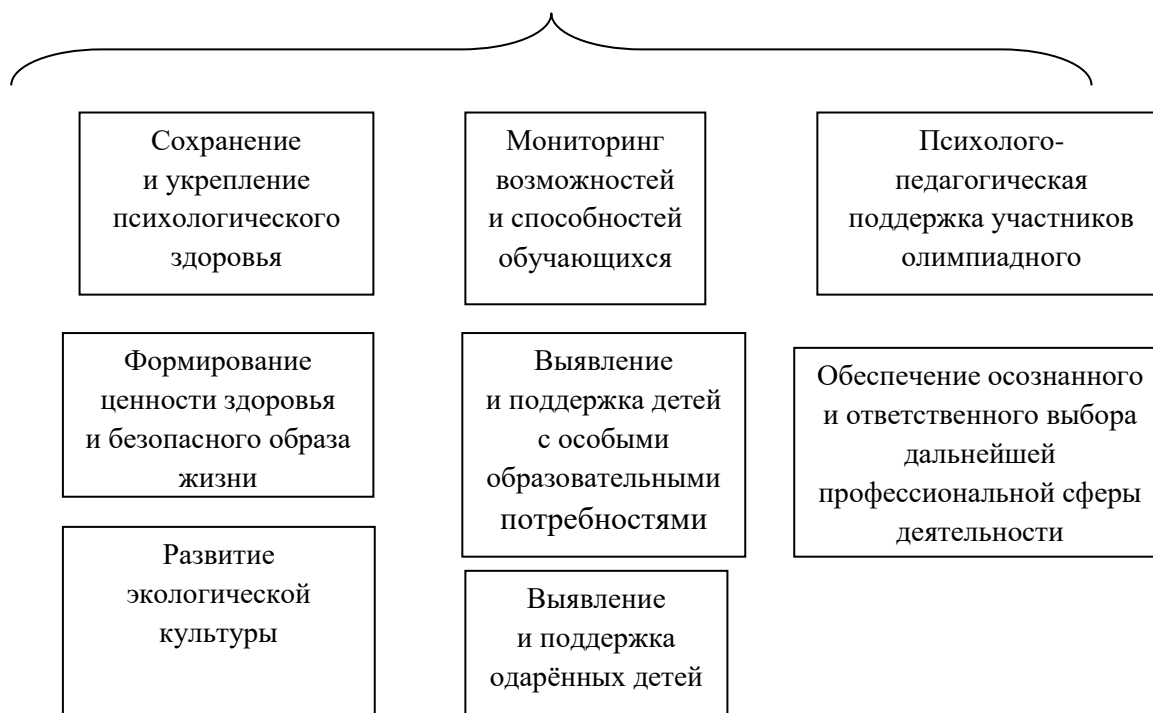 Сохранение
и укрепление
психологического
здоровья
Мониторинг
возможностей
и способностей
обучающихся
Психолого-
педагогическая
поддержка участников
олимпиадного
Формирование
ценности здоровья
и безопасного образа
жизни
Выявление
и поддержка детей
с особыми
образовательными
потребностями
Обеспечение осознанного
и ответственного выбора
дальнейшей
профессиональной сферы
деятельности
Развитие
экологической
культуры
Выявление
и поддержка
одарённых детей